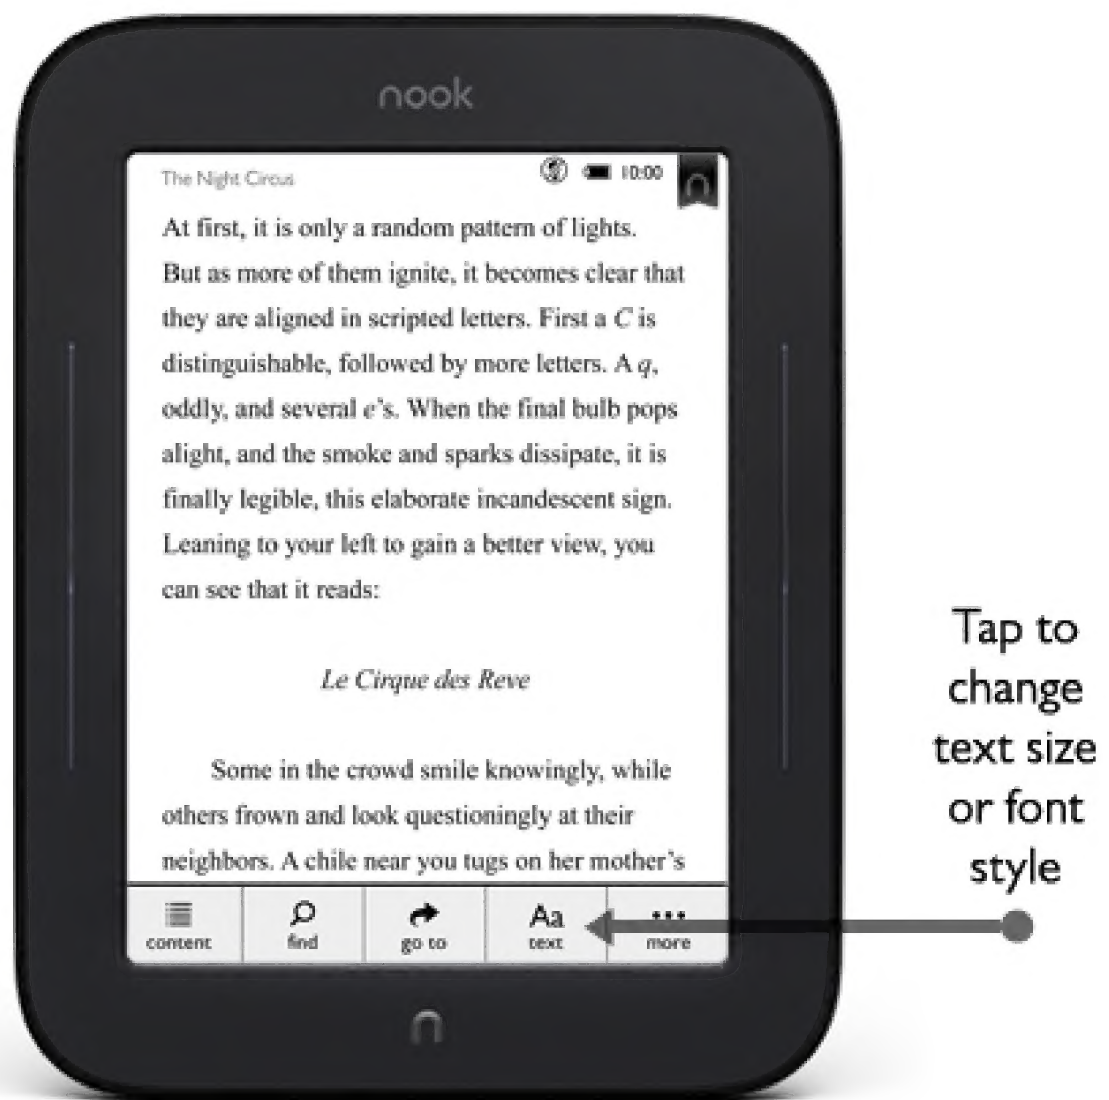 nook
The Night Circus
10:00
At first, it is only a random pattern of lights.
But as more of them ignite, it becomes clear that
they are aligned in scripted letters. First a C is
distinguishable, followed by more letters. A q,
oddly, and several e's. When the final bulb pops
alight, and the smoke and sparks dissipate, it is
finally legible, this elaborate incandescent sign.
Leaning to your left to gain a better view, you
can see that it reads:
Le Cirque des Reve
Some in the crowd smile knowingly, while
others frown and look questioningly at their
neighbors. A chile near you tugs on her mother's
content
find
go to
Aa
text
more
Tap to
change
text size
or font
style